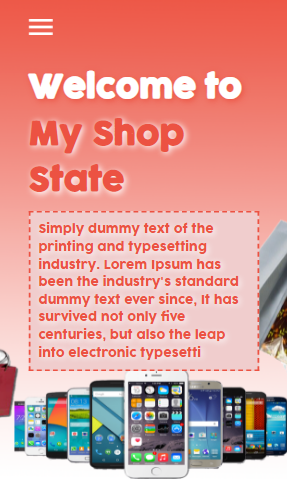 Welcome to
My Shop
State
Simply dummy text of the
printing and typesetting
industry. Lorem Ipsum has
been the industry's standard
dummy text ever since, It has
survived not only five
centuries, but also the leap
into electronic typesetti